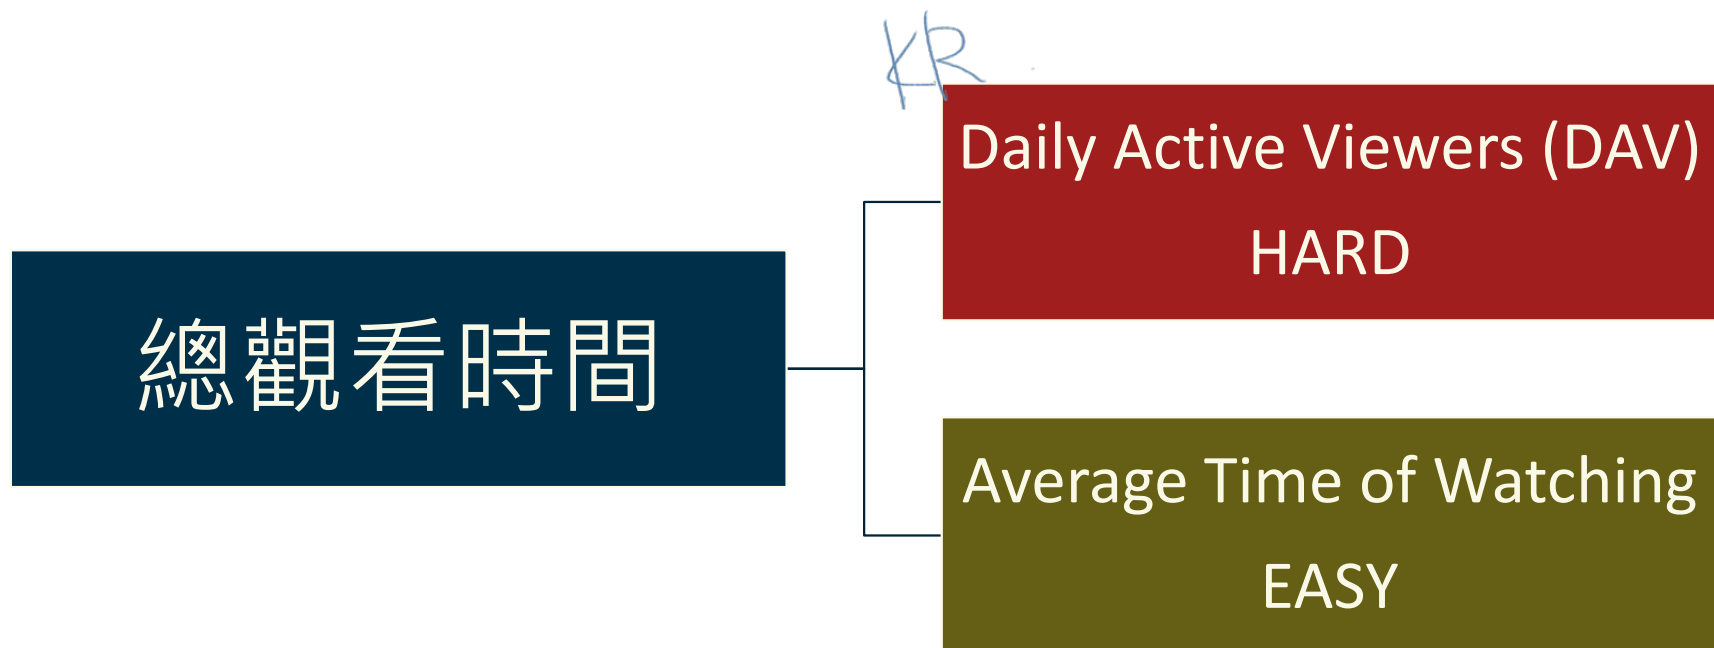 KR
Daily Active Viewers (DAV)
HARD
總觀看時間
Average Time of Watching
EASY